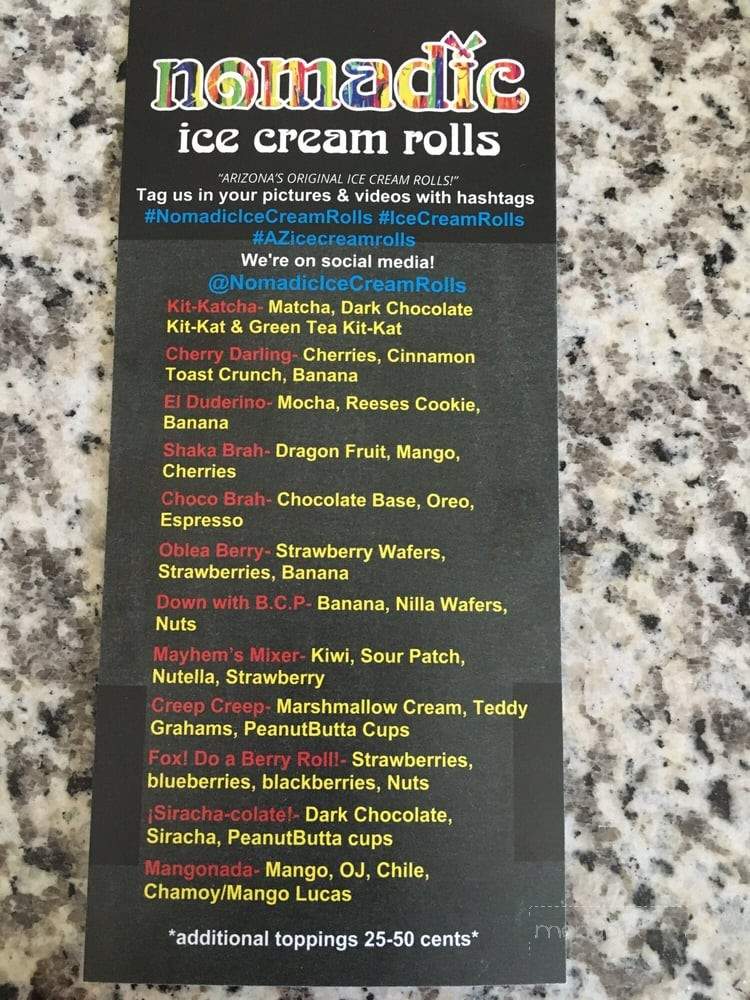 nomadic
ice cream rolls
"ARIZONA'S ORIGINAL ICE CREAM ROLLS!"
Tag us in your pictures & videos with hashtags
#NomadicIceCreamRolls #IceCreamRolls
#AZicecreamrolls
We're on social media!
@NomadicIceCreamRolls
Kit-Katcha- Matcha, Dark Chocolate
Kit-Kat & Green Tea Kit-Kat
Cherry Darling- Cherries, Cinnamon
Toast Crunch, Banana
El Duderino- Mocha, Reeses Cookie,
Banana
Shaka Brah- Dragon Fruit, Mango,
Cherries
Choco Brah- Chocolate Base, Oreo,
Espresso
Oblea Berry- Strawberry Wafers,
Strawberries, Banana
Down with B.C.P- Banana, Nilla Wafers,
Nuts
Mayhem's Mixer- Kiwi, Sour Patch,
Nutella, Strawberry
Creep Creep- Marshmallow Cream, Teddy
Grahams, PeanutButta Cups
Fox! Do a Berry Roll!- Strawberries,
blueberries, blackberries, Nuts
¡Siracha-colate!- Dark Chocolate,
Siracha, PeanutButta cups
Mangonada- Mango, OJ, Chile,
Chamoy/Mango Lucas
*additional toppings 25-50 cents*